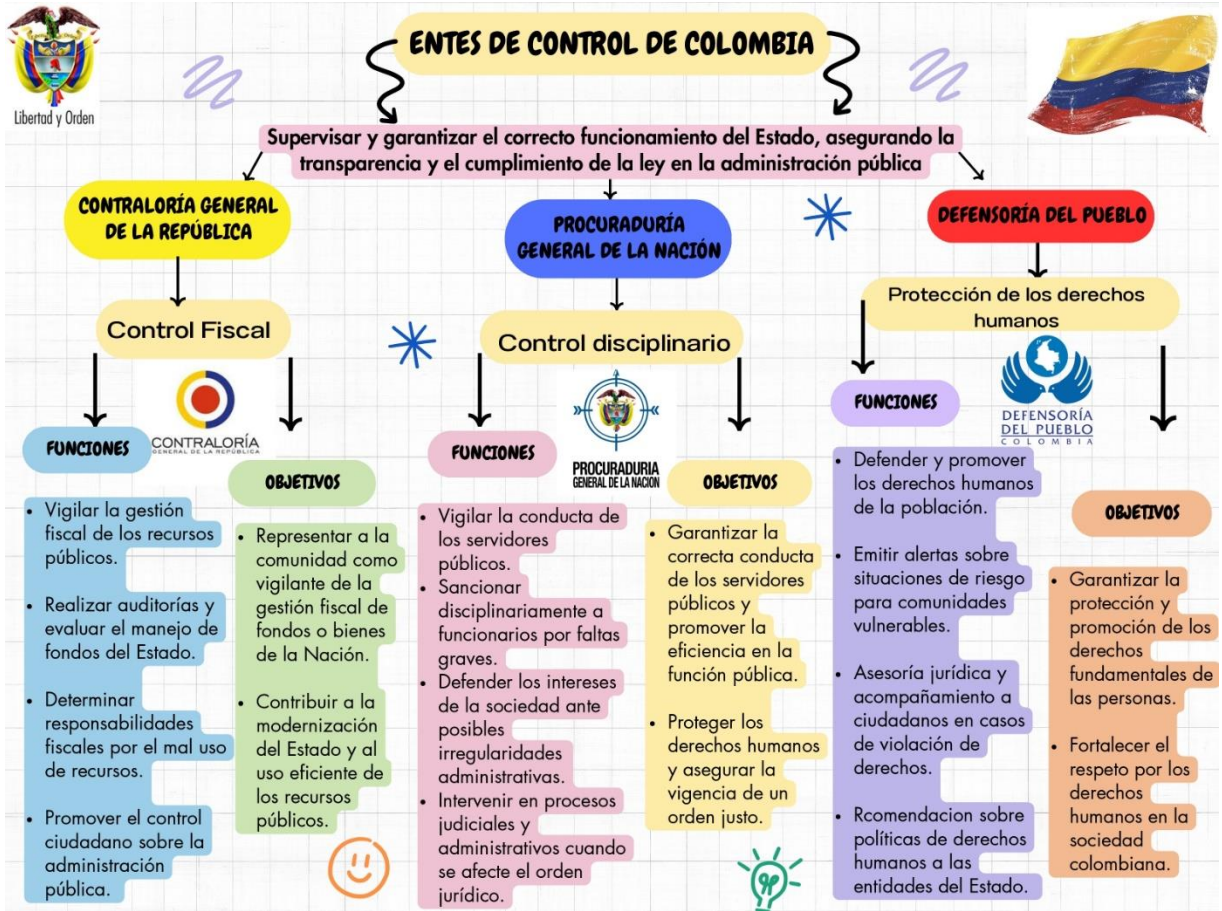 Libertad y Orden
ENTES DE CONTROL DE COLOMBIA
Supervisar y garantizar el correcto funcionamiento del Estado, asegurando la
transparencia y el cumplimiento de la ley en la administración pública
CONTRALORÍA GENERAL
DE LA REPÚBLICA
Control Fiscal
CONTRALORÍA
GENERAL DE LA REPÚBLICA
FUNCIONES
• Vigilar la gestión
fiscal de los recursos
públicos.
• Realizar auditorías y
evaluar el manejo de
fondos del Estado.
• Determinar
responsabilidades
fiscales por el mal uso
de recursos.
• Promover el control
ciudadano sobre la
administración
pública.
OBJETIVOS
• Representar a la
comunidad como
vigilante de la
gestión fiscal de
fondos o bienes
de la Nación.
• Contribuir a la
modernización
del Estado y al
uso eficiente de
los recursos
públicos.
PROCURADURÍA
GENERAL DE LA NACIÓN
Control disciplinario
PROCURADURIA
GENERAL DE LA NACION
FUNCIONES
• Vigilar la conducta de
los servidores
públicos.
• Sancionar
disciplinariamente a
funcionarios por faltas
graves.
• Defender los intereses
de la sociedad ante
posibles
irregularidades
administrativas.
• Intervenir en procesos
judiciales y
administrativos cuando
se afecte el orden
jurídico.
OBJETIVOS
• Garantizar la
correcta conducta
de los servidores
públicos y
promover la
eficiencia en la
función pública.
• Proteger los
derechos humanos
y asegurar la
vigencia de un
orden justo.
DEFENSORÍA DEL PUEBLO
Protección de los derechos
humanos
DEFENSORÍA
DEL PUEBLO
COLOMBIA
FUNCIONES
• Defender y promover
los derechos humanos
de la población.
• Emitir alertas sobre
situaciones de riesgo
para comunidades
vulnerables.
• Asesoría jurídica y
acompañamiento a
ciudadanos en casos
de violación de
derechos.
• Rcomendacion sobre
políticas de derechos
humanos a las
entidades del Estado.
OBJETIVOS
• Garantizar la
protección y
promoción de los
derechos
fundamentales de
las personas.
• Fortalecer el
respeto por los
derechos
humanos en la
sociedad
colombiana.